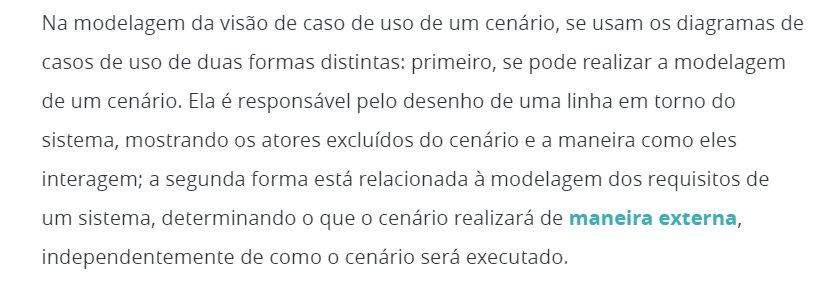 Na modelagem da visão de caso de uso de um cenário, se usam os diagramas de
casos de uso de duas formas distintas: primeiro, se pode realizar a modelagem
de um cenário. Ela é responsável pelo desenho de uma linha em torno do
sistema, mostrando os atores excluídos do cenário e a maneira como eles
interagem; a segunda forma está relacionada à modelagem dos requisitos de
um sistema, determinando o que o cenário realizará de maneira externa,
independentemente de como o cenário será executado.